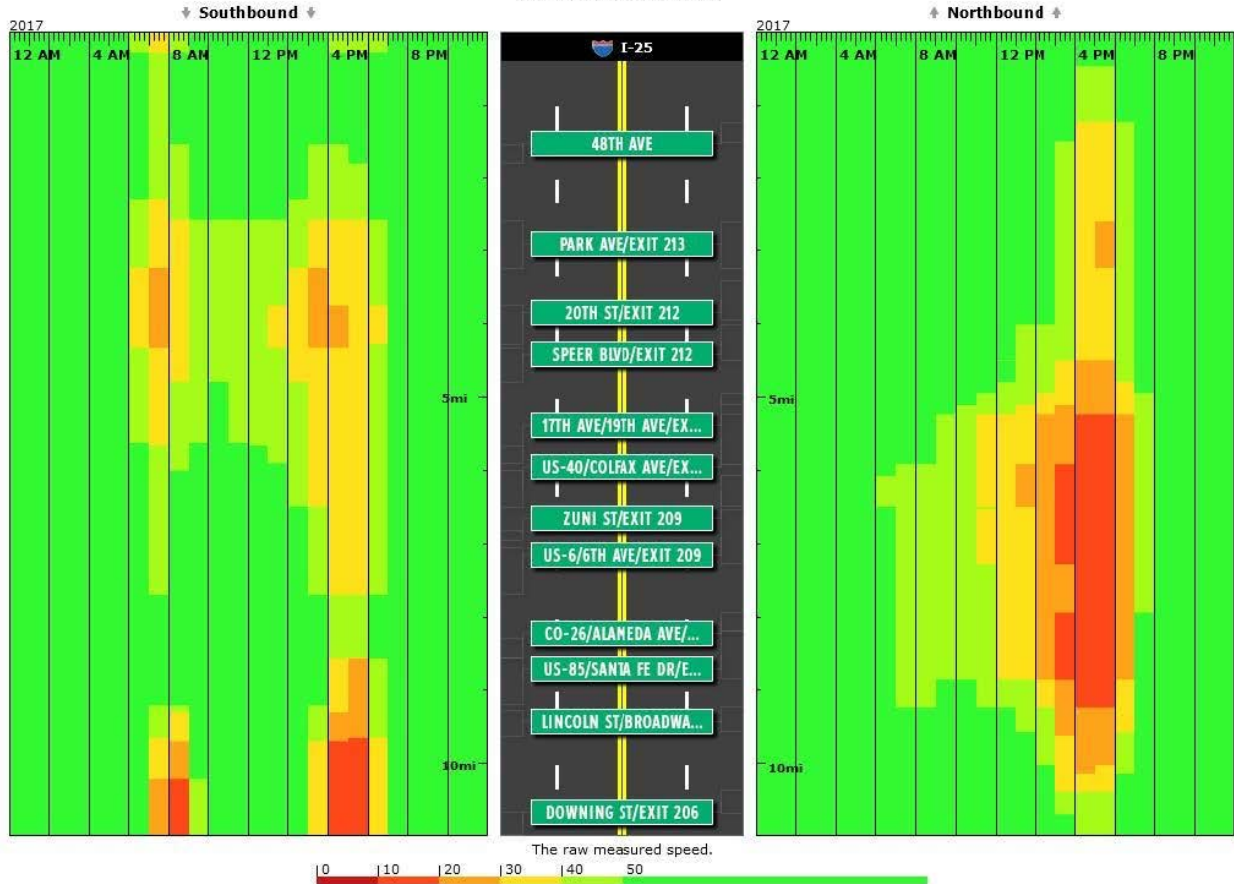 Southbound
2017
12 AM 4 AM 8 AM 12 PM 4 PM 8 PM
5mi
10mi
I-25
48TH AVE
PARK AVE/EXIT 213
20TH ST/EXIT 212
SPEER BLVD/EXIT 212
17TH AVE/19TH AVE/EX...
US-40/COLFAX AVE/EX...
ZUNI ST/EXIT 209
US-6/6TH AVE/EXIT 209
CO-26/ALAMEDA AVE/...
US-85/SANTA FE DR/E...
LINCOLN ST/BROADWA...
DOWNING ST/EXIT 206
Northbound
2017
12 AM 4 AM 8 AM 12 PM 4 PM 8 PM
5mi
10mi
The raw measured speed.
0 10 20 30 40 50